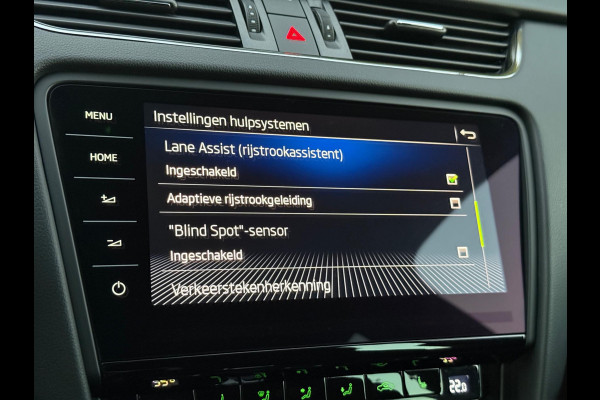 MENU
HOME
Instellingen hulpsystemen
Lane Assist (rijstrookassistent)
Ingeschakeld
Adaptieve rijstrookgeleiding
"Blind Spot"-sensor
Ingeschakeld
Verkeerstekenherkenning
22.0